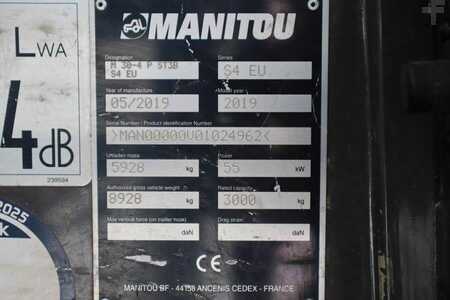 LWA
4dB
239594
2025
K
MANITOU
Designation Series
M 30-4 P ST3B
S4 EU S4 EU
Year of manufacture Model year
05/2019 2019
Serial Number / Product identification Number
>MAN00000V01024962<
Unladen mass Power
5928 kg 55 kW
Authorized gross vehicle weight Rated capacity
8928 kg 3000 kg
Max vertical force (on trailer hook) Drag strain
daN daN
CE
MANITOU BF - 44158 ANCENIS CEDEX - FRANCE